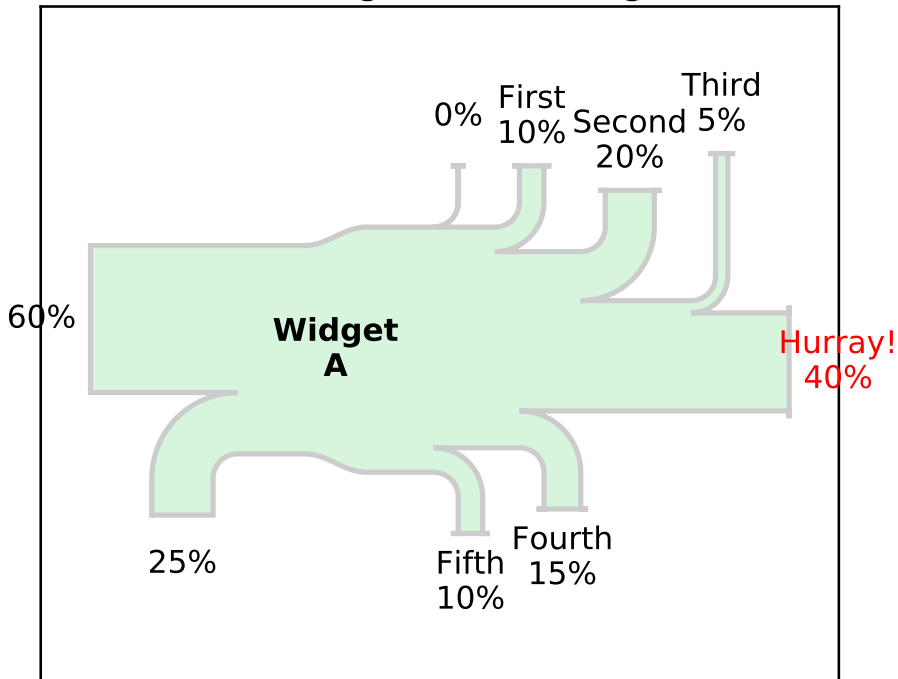 Third
First
0%
5%
Second
10%
20%
60%
Widget
A
Hurray!
40%
25%
Fourth
Fifth
15%
10%